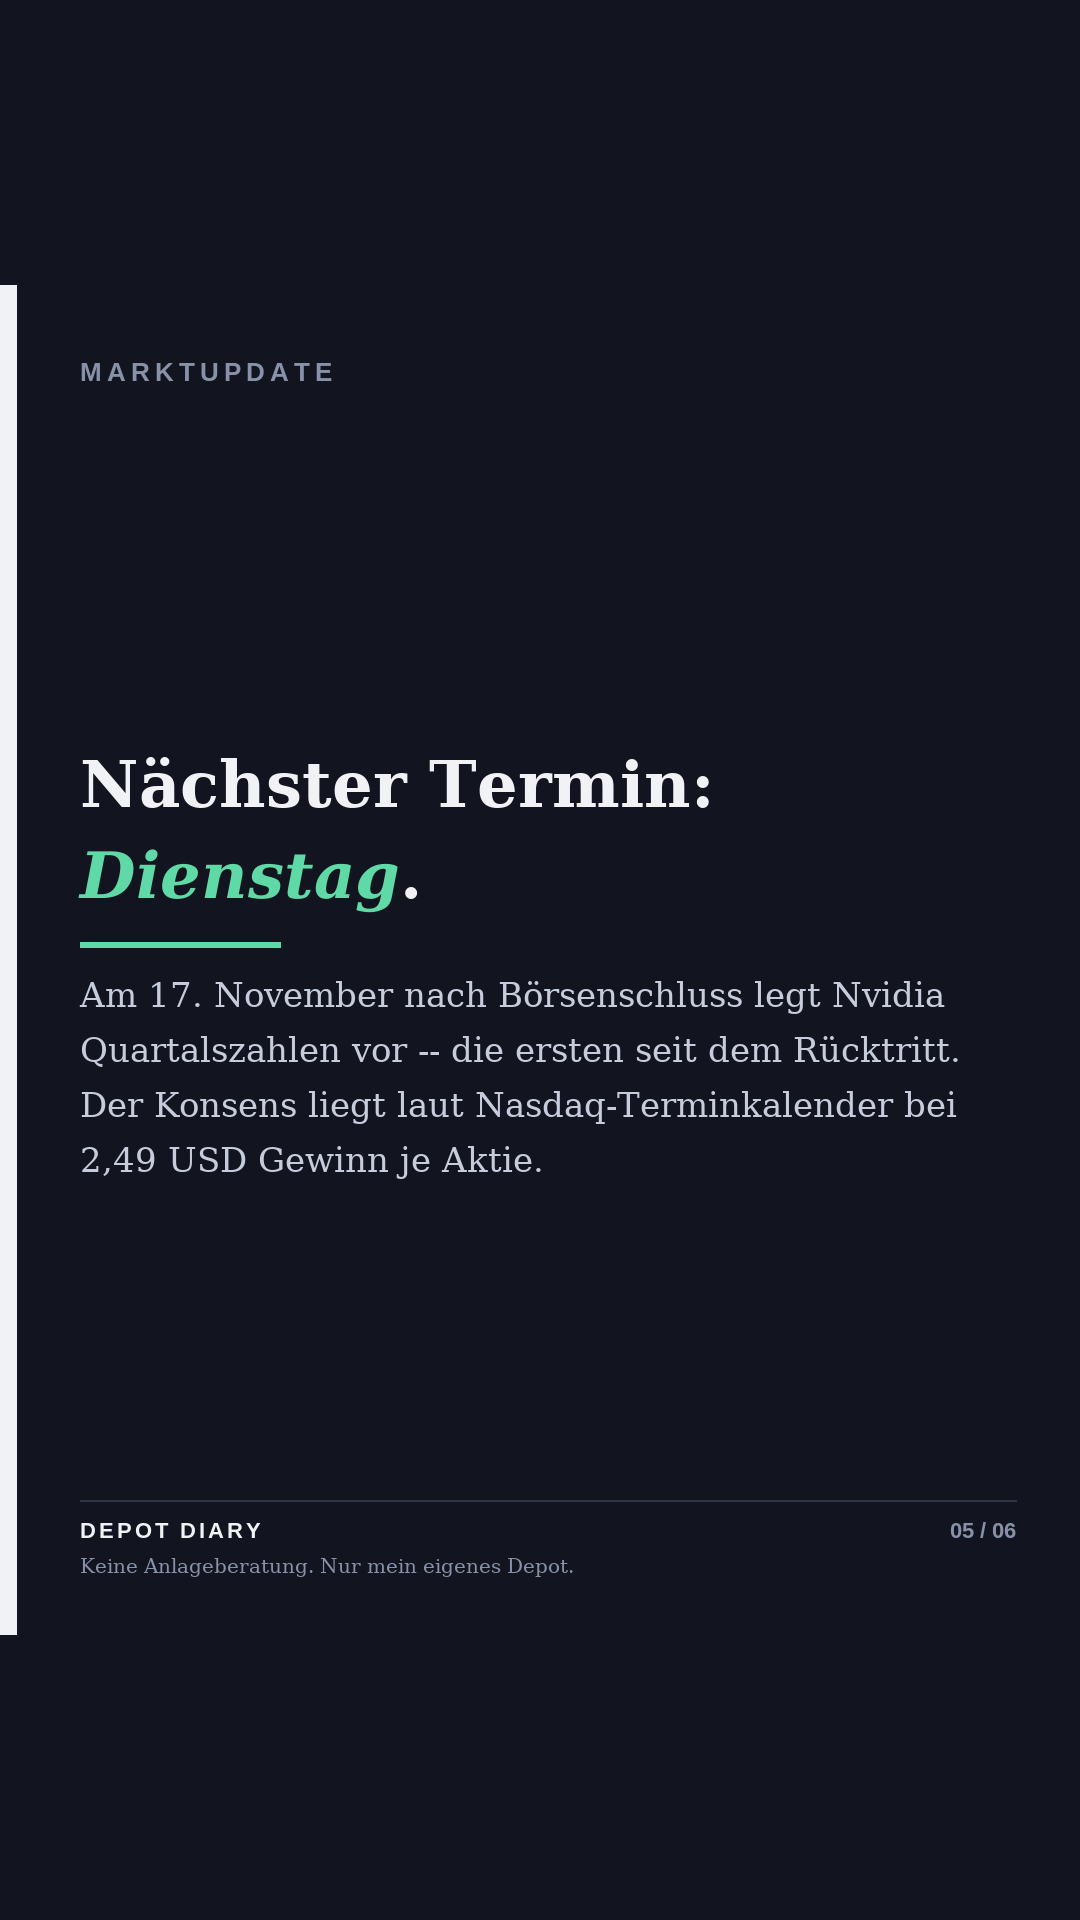 MARKTUPDATE
Nächster Termin:
Dienstag.
Am 17. November nach Börsenschluss legt Nvidia
Quartalszahlen vor -- die ersten seit dem Rücktritt.
Der Konsens liegt laut Nasdaq-Terminkalender bei
2,49 USD Gewinn je Aktie.
DEPOT DIARY
05 / 06
Keine Anlageberatung. Nur mein eigenes Depot.